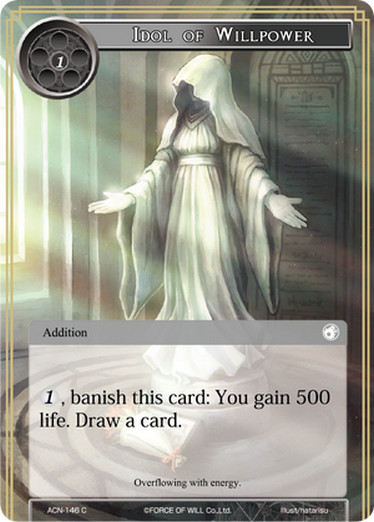 IDOL OF WILLPOWER
1
Addition
1 , banish this card: You gain 500
life. Draw a card.
Overflowing with energy.
ACN-146 C ©FORCE OF WILL Co.,Ltd. Illust/hatarisu